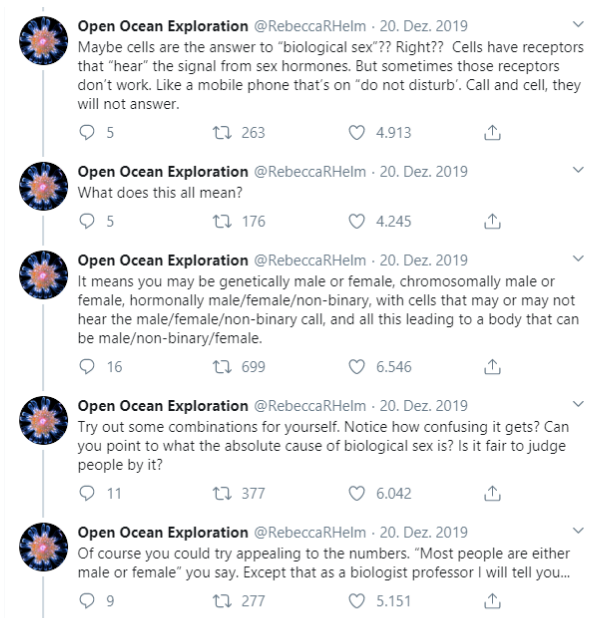 Open Ocean Exploration @RebeccaRHelm · 20. Dez. 2019
Maybe cells are the answer to “biological sex”?? Right??  Cells have receptors
that “hear” the signal from sex hormones. But sometimes those receptors
don’t work. Like a mobile phone that’s on “do not disturb‘. Call and cell, they
will not answer.
5 263 4.913
Open Ocean Exploration @RebeccaRHelm · 20. Dez. 2019
What does this all mean?
5 176 4.245
Open Ocean Exploration @RebeccaRHelm · 20. Dez. 2019
It means you may be genetically male or female, chromosomally male or
female, hormonally male/female/non-binary, with cells that may or may not
hear the male/female/non-binary call, and all this leading to a body that can
be male/non-binary/female.
16 699 6.546
Open Ocean Exploration @RebeccaRHelm · 20. Dez. 2019
Try out some combinations for yourself. Notice how confusing it gets? Can
you point to what the absolute cause of biological sex is? Is it fair to judge
people by it?
11 377 6.042
Open Ocean Exploration @RebeccaRHelm · 20. Dez. 2019
Of course you could try appealing to the numbers. “Most people are either
male or female” you say. Except that as a biologist professor I will tell you...
9 277 5.151